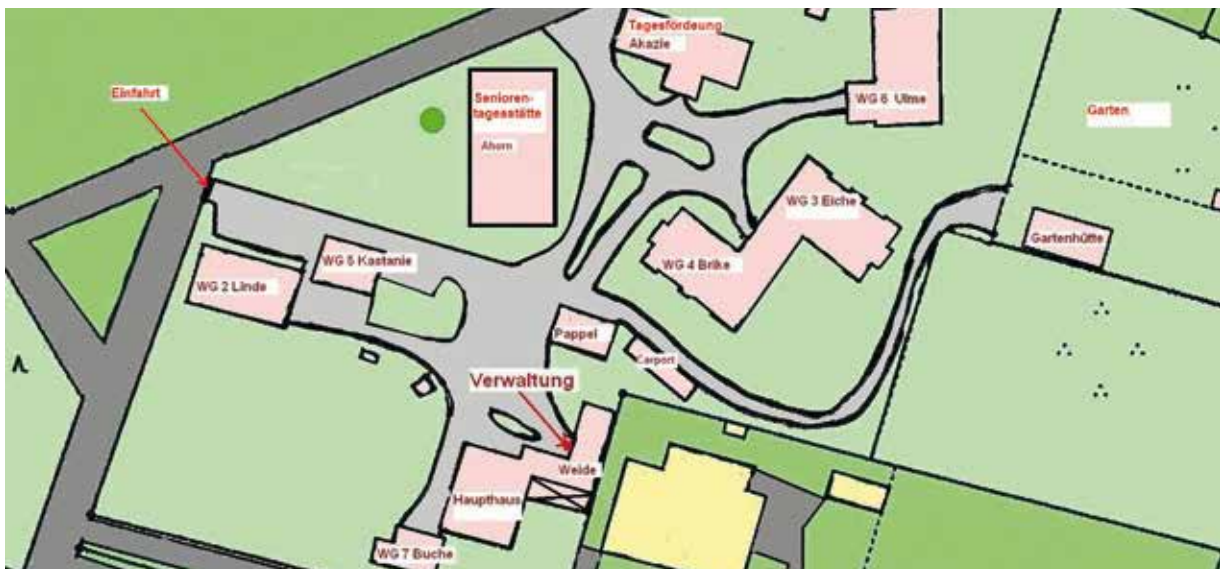 Tagesfördeung
Akazie
Einfahrt
Senioren-
tagesstätte
Ahorn
WG 6 Ulme
Garten
WG 3 Eiche
WG 5 Kastanie
WG 4 Brike
Gartenhütte
WG 2 Linde
Pappel
Carport
Verwaltung
Weide
Haupthaus
WG 7 Buche